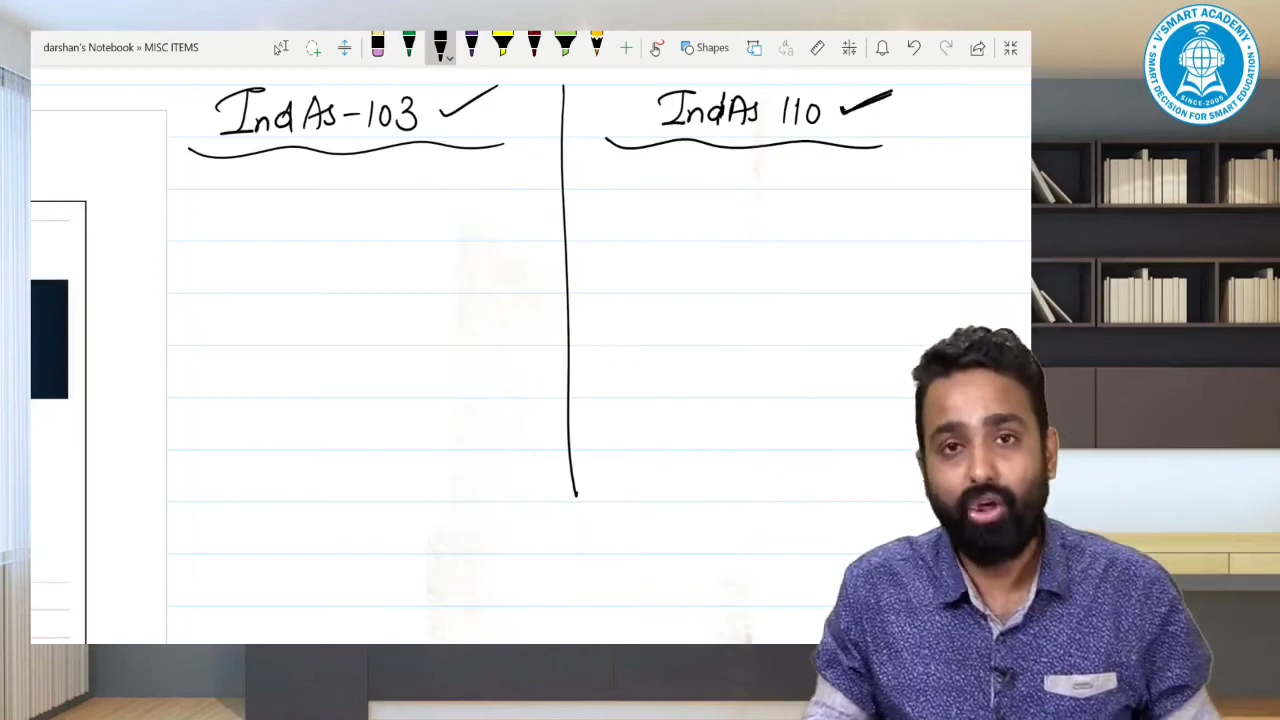 darshan's Notebook » MISC ITEMS
Shapes
IndAs-103
IndAs 110
V'SMART ACADEMY
SINCE-2005
SMART DECISION FOR SMART EDUCATION